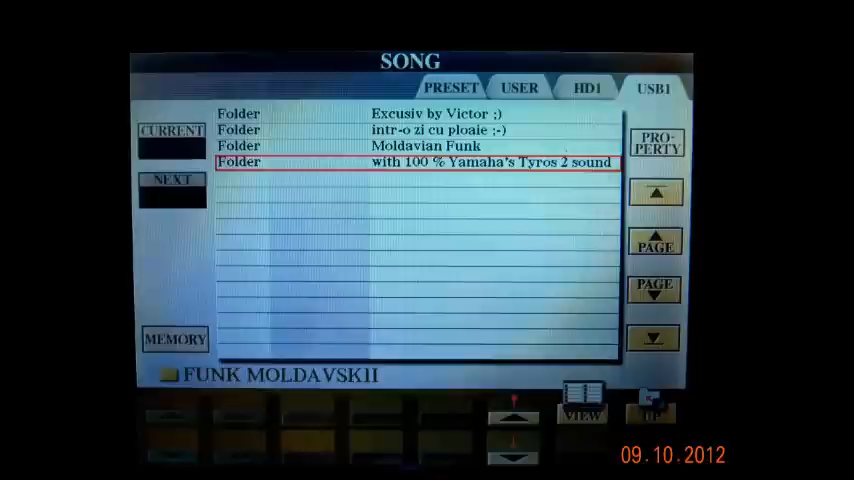 SONG
PRESET USER HD1 USB1
CURRENT
NEXT
MEMORY
Folder Excusiv by Victor ;)
Folder intr-o zi cu ploaie ;-)
Folder Moldavian Funk
Folder with 100 % Yamaha's Tyros 2 sound
PRO-
PERTY
PAGE
PAGE
FUNK MOLDAVSKII
VIEW
UP
09.10.2012